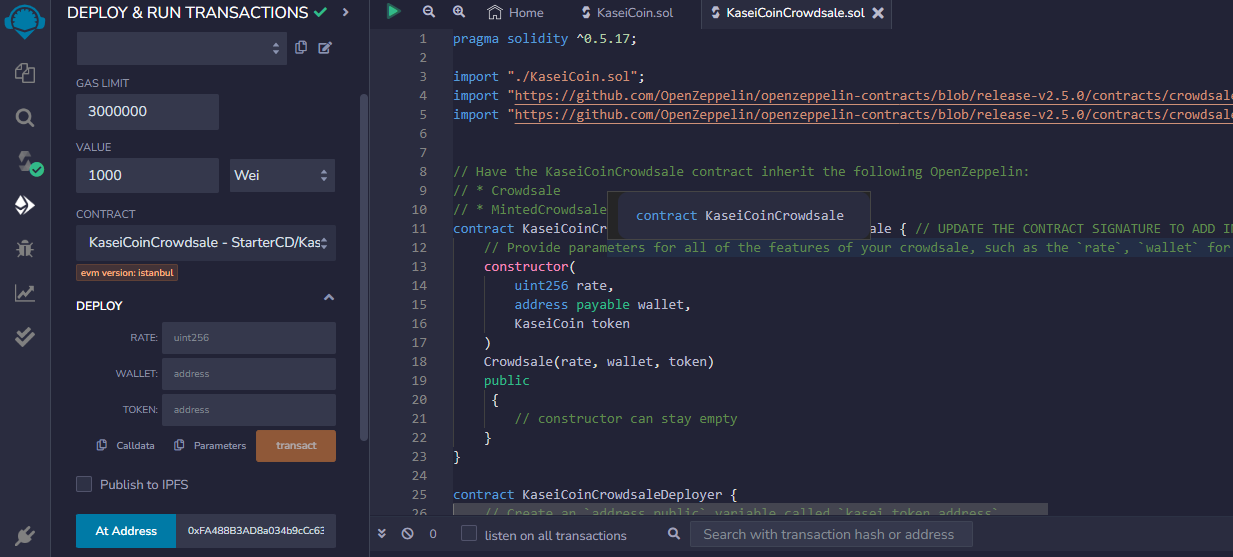 DEPLOY & RUN TRANSACTIONS
GAS LIMIT
3000000
VALUE
1000
Wei
CONTRACT
KaseiCoinCrowdsale - StarterCD/Kas
evm version: istanbul
DEPLOY
RATE:
uint256
WALLET:
address
TOKEN:
address
Calldata
Parameters
transact
Publish to IPFS
At Address
0xFA488B3AD8a034b9cCc63
Home
KaseiCoin.sol
KaseiCoinCrowdsale.sol
1 pragma solidity ^0.5.17;
2
3 import "./KaseiCoin.sol";
4 import "https://github.com/OpenZeppelin/openzeppelin-contracts/blob/release-v2.5.0/contracts/crowdsale
5 import "https://github.com/OpenZeppelin/openzeppelin-contracts/blob/release-v2.5.0/contracts/crowdsale
6
7
8 // Have the KaseiCoinCrowdsale contract inherit the following OpenZeppelin:
9 // * Crowdsale
10 // * MintedCrowdsale
contract KaseiCoinCrowdsale
11 contract KaseiCoinCr ale { // UPDATE THE CONTRACT SIGNATURE TO ADD IN
12 // Provide parameters for all of the features of your crowdsale, such as the `rate`, `wallet` for
13 constructor(
14 uint256 rate,
15 address payable wallet,
16 KaseiCoin token
17 )
18 Crowdsale(rate, wallet, token)
19 public
20 {
21 // constructor can stay empty
22 }
23 }
24
25 contract KaseiCoinCrowdsaleDeployer {
26 // Create an `address public` variable called `kasei_token_address`
0
listen on all transactions
Search with transaction hash or address